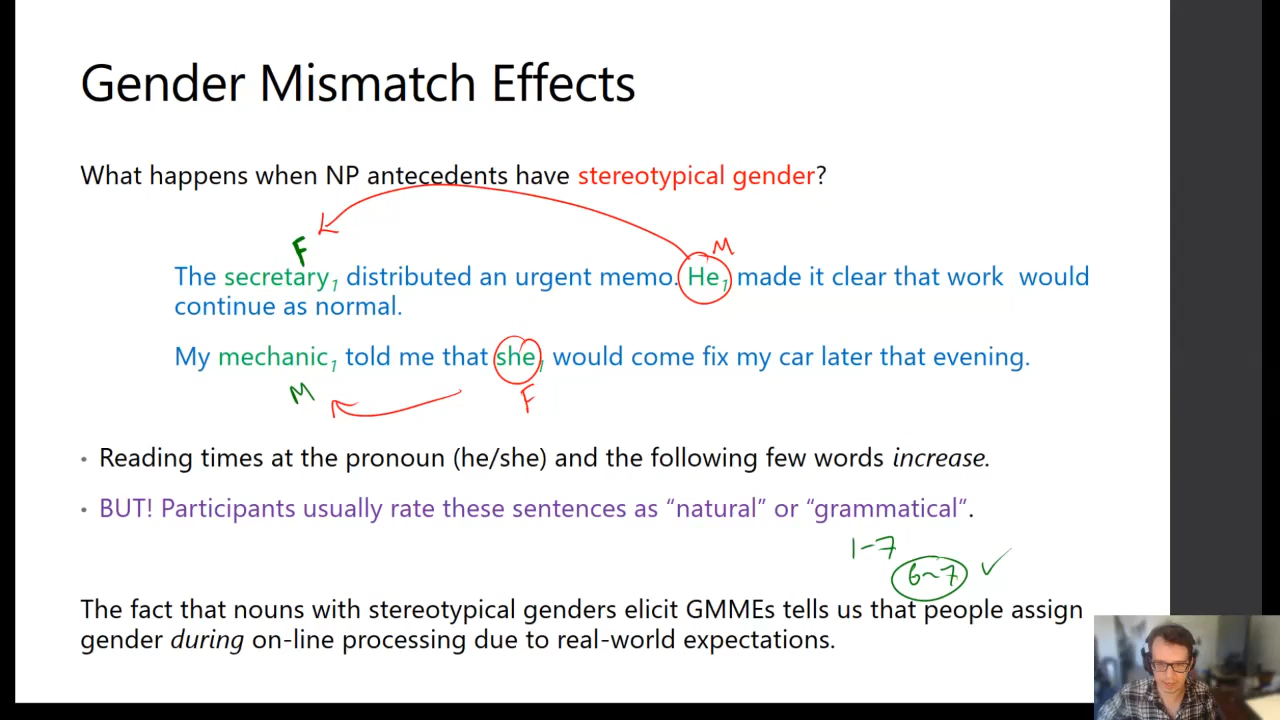 Gender Mismatch Effects
What happens when NP antecedents have stereotypical gender?
F
M
The secretary₁ distributed an urgent memo. He₁ made it clear that work would
continue as normal.
My mechanic₁ told me that she₁ would come fix my car later that evening.
M
F
• Reading times at the pronoun (he/she) and the following few words increase.
• BUT! Participants usually rate these sentences as “natural” or “grammatical”.
1-7
6~7 ✓
The fact that nouns with stereotypical genders elicit GMMEs tells us that people assign
gender during on-line processing due to real-world expectations.